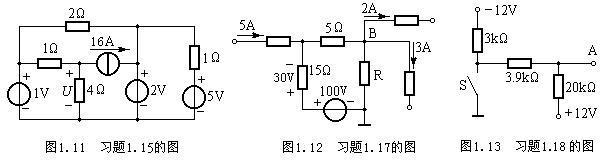 2Ω
1Ω
16A
1Ω
+
1V
−
+
U
−
4Ω
+
2V
−
+
5V
−
图1.11 习题1.15的图
5A
5Ω
2A
B
3A
−
30V
+
15Ω
100V
+
−
R
图1.12 习题1.17的图
−12V
3kΩ
S
3.9kΩ
A
20kΩ
+12V
图1.13 习题1.18 的图